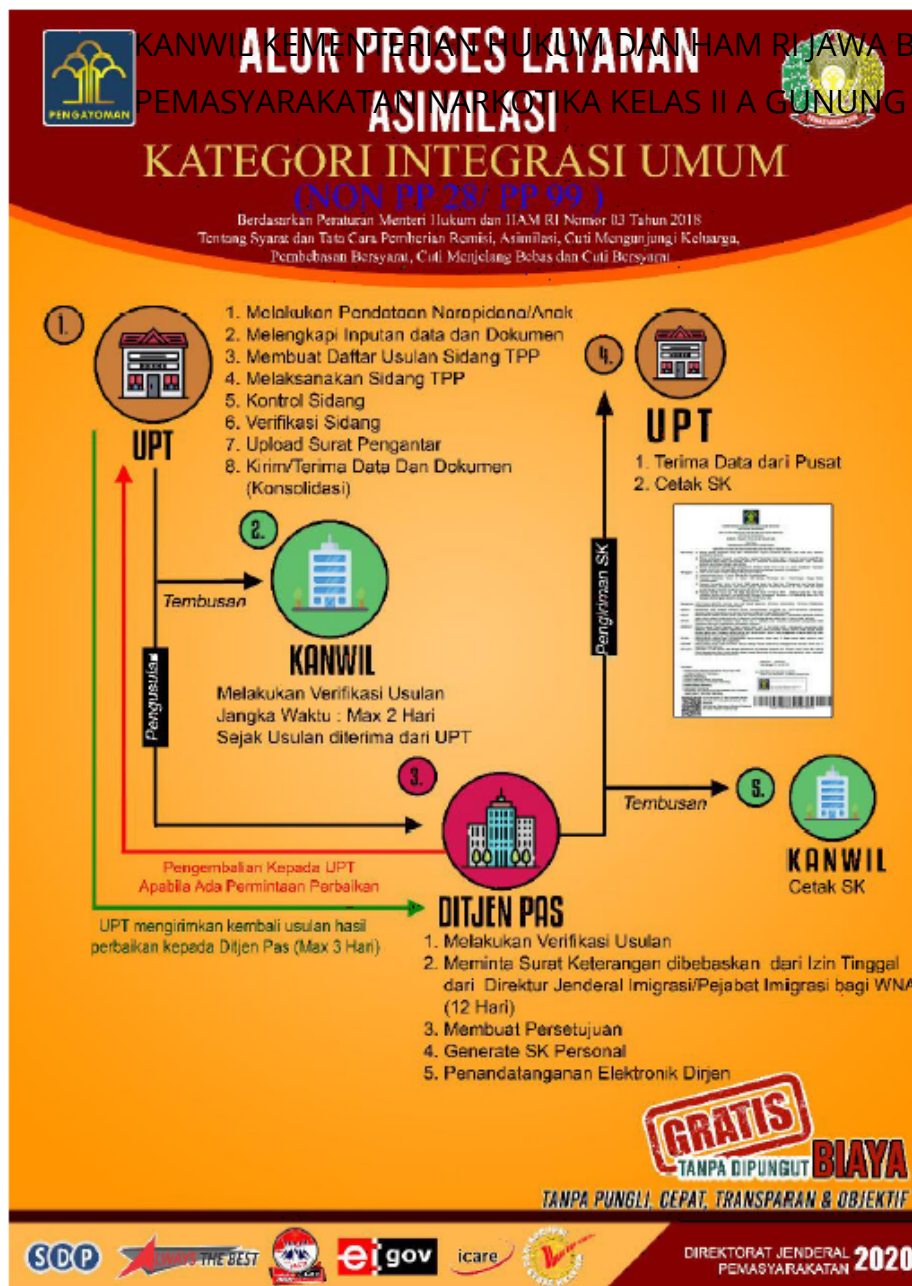 KANWIL KEMENTERIAN HUKUM DAN HAM RI JAWA B
PEMASYARAKATAN NARKOTIKA KELAS II A GUNUNG
ALUR PROSES LAYANAN
ASIMILASI
PENGAYOMAN
PEMASYARAKATAN
KATEGORI INTEGRASI UMUM
(NON PP 28/ PP 99 )
Berdasarkan Peraturan Menteri Hukum dan HAM RI Nomor 03 Tahun 2018
Tentang Syarat dan Tata Cara Pemberian Remisi, Asimilasi, Cuti Mengunjungi Keluarga,
Pembebasan Bersyarat, Cuti Menjelang Bebas dan Cuti Bersyarat
1.
UPT
1. Melakukan Pendataan Narapidana/Anak
2. Melengkapi Inputan data dan Dokumen
3. Membuat Daftar Usulan Sidang TPP
4. Melaksanakan Sidang TPP
5. Kontrol Sidang
6. Verifikasi Sidang
7. Upload Surat Pengantar
8. Kirim/Terima Data Dan Dokumen
(Konsolidasi)
4.
UPT
1. Terima Data dari Pusat
2. Cetak SK
2.
Tembusan
KANWIL
Melakukan Verifikasi Usulan
Jangka Waktu : Max 2 Hari
Sejak Usulan diterima dari UPT
Pengusulan
Pengiriman SK
3.
Tembusan
5.
KANWIL
Cetak SK
Pengembalian Kepada UPT
Apabila Ada Permintaan Perbaikan
UPT mengirimkan kembali usulan hasil
perbaikan kepada Ditjen Pas (Max 3 Hari)
DITJEN PAS
1. Melakukan Verifikasi Usulan
2. Meminta Surat Keterangan dibebaskan dari Izin Tinggal
dari Direktur Jenderal Imigrasi/Pejabat Imigrasi bagi WNA
(12 Hari)
3. Membuat Persetujuan
4. Generate SK Personal
5. Penandatanganan Elektronik Dirjen
GRATIS
TANPA DIPUNGUT BIAYA
TANPA PUNGLI, CEPAT, TRANSPARAN & OBJEKTIF
SDP
ALWAYS THE BEST
ei gov
icare
DIREKTORAT JENDERAL
PEMASYARAKATAN
2020